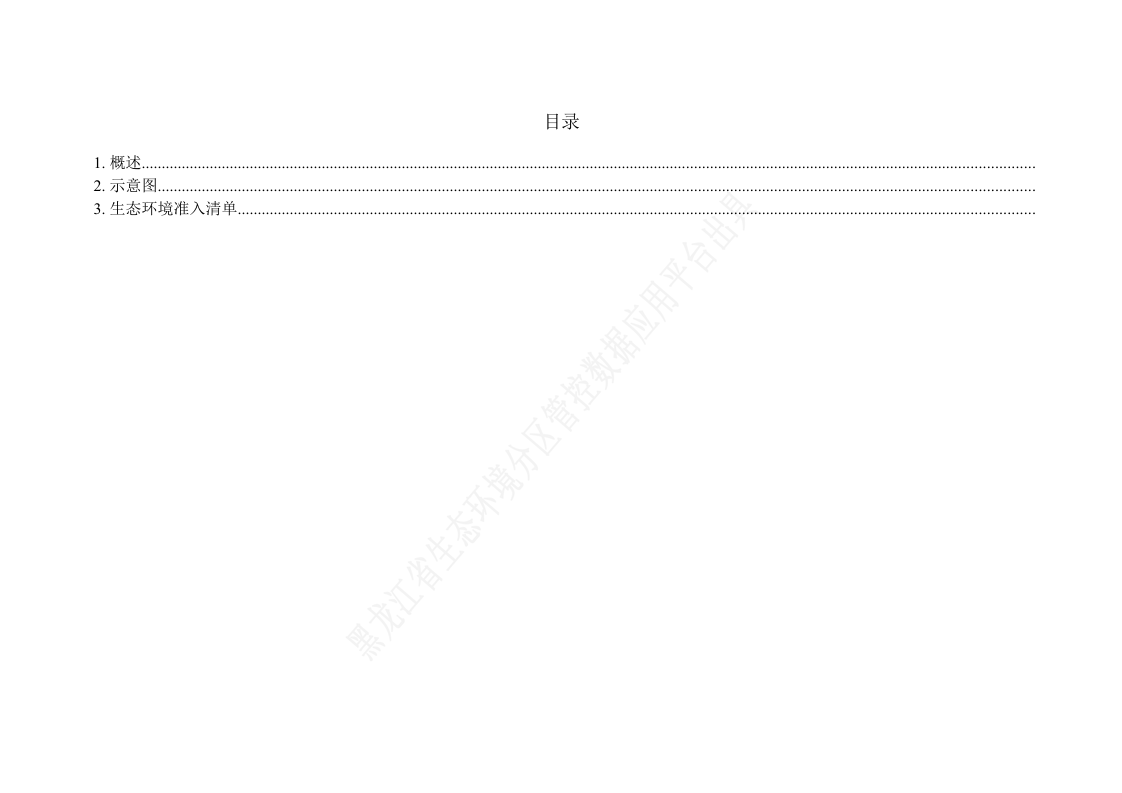 目录
1. 概述................................................................................................................................................................................................................................
2. 示意图............................................................................................................................................................................................................................
3. 生态环境准入清单........................................................................................................................................................................................................
黑龙江省生态环境分区管控数据应用平台出具